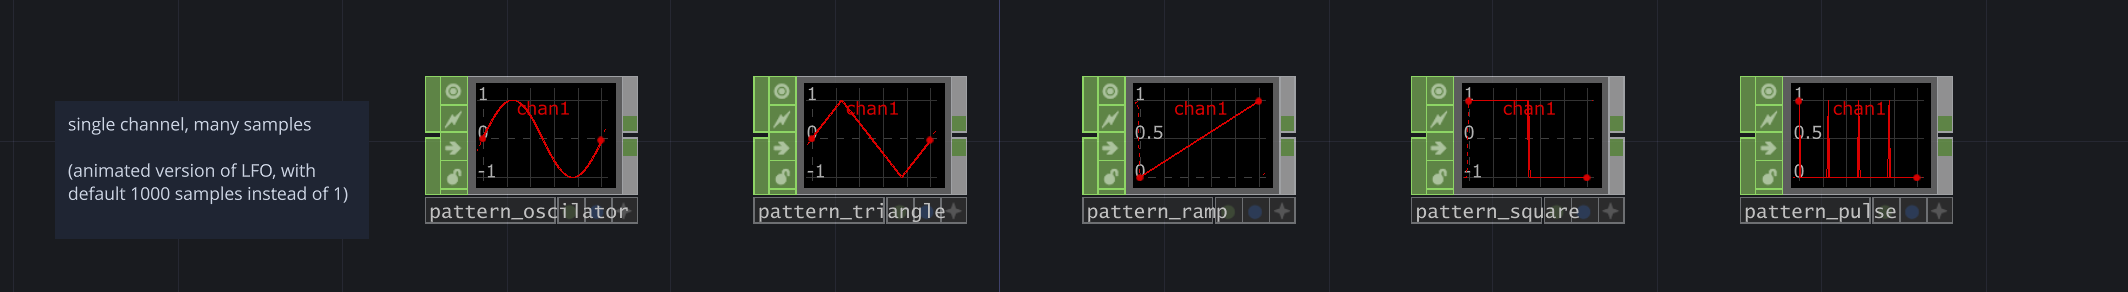 single channel, many samples
(animated version of LFO, with
default 1000 samples instead of 1)
1
chan1
0
-1
pattern_oscilator
1
chan1
0
-1
pattern_triangle
1
chan1
0.5
0
pattern_ramp
1
chan1
0
-1
pattern_square
1
chan1
0.5
0
pattern_pulse